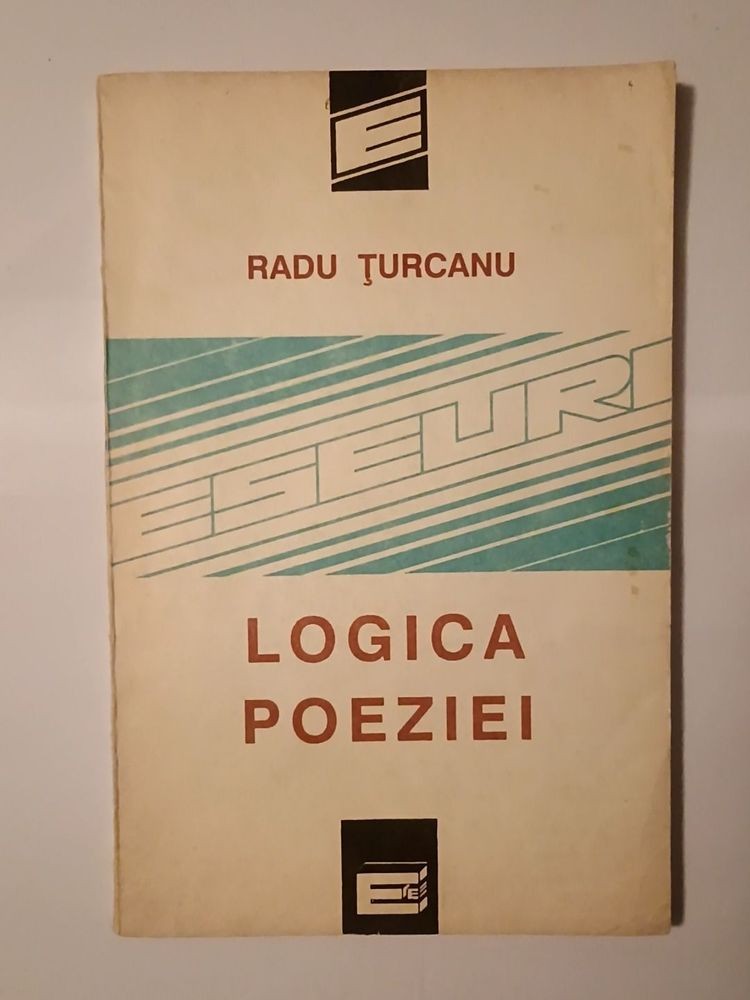 E
RADU ŢURCANU
ESEURI
LOGICA
POEZIEI
E E E